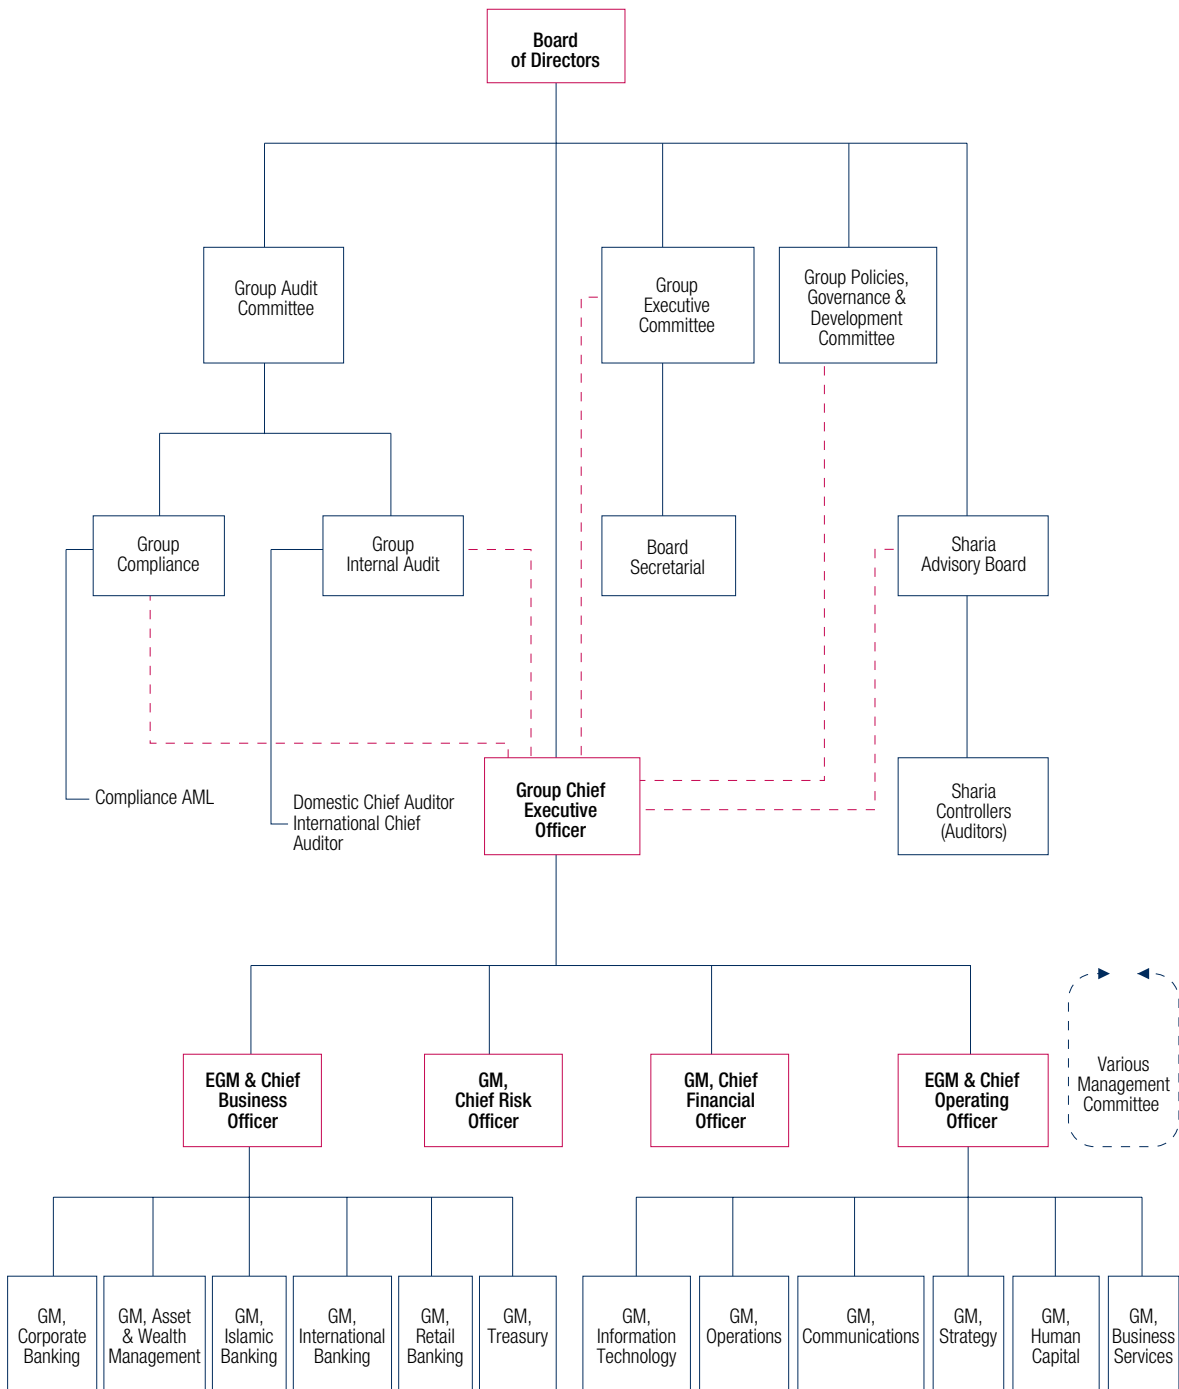 Board
of Directors
Group Audit
Committee
Group
Executive
Committee
Group Policies,
Governance &
Development
Committee
Group
Compliance
Group
Internal Audit
Board
Secretarial
Sharia
Advisory Board
Compliance AML
Domestic Chief Auditor
International Chief
Auditor
Group Chief
Executive
Officer
Sharia
Controllers
(Auditors)
EGM & Chief
Business
Officer
GM,
Chief Risk
Officer
GM, Chief
Financial
Officer
EGM & Chief
Operating
Officer
Various
Management
Committee
GM,
Corporate
Banking
GM, Asset
& Wealth
Management
GM,
Islamic
Banking
GM,
International
Banking
GM,
Retail
Banking
GM,
Treasury
GM,
Information
Technology
GM,
Operations
GM,
Communications
GM,
Strategy
GM,
Human
Capital
GM,
Business
Services